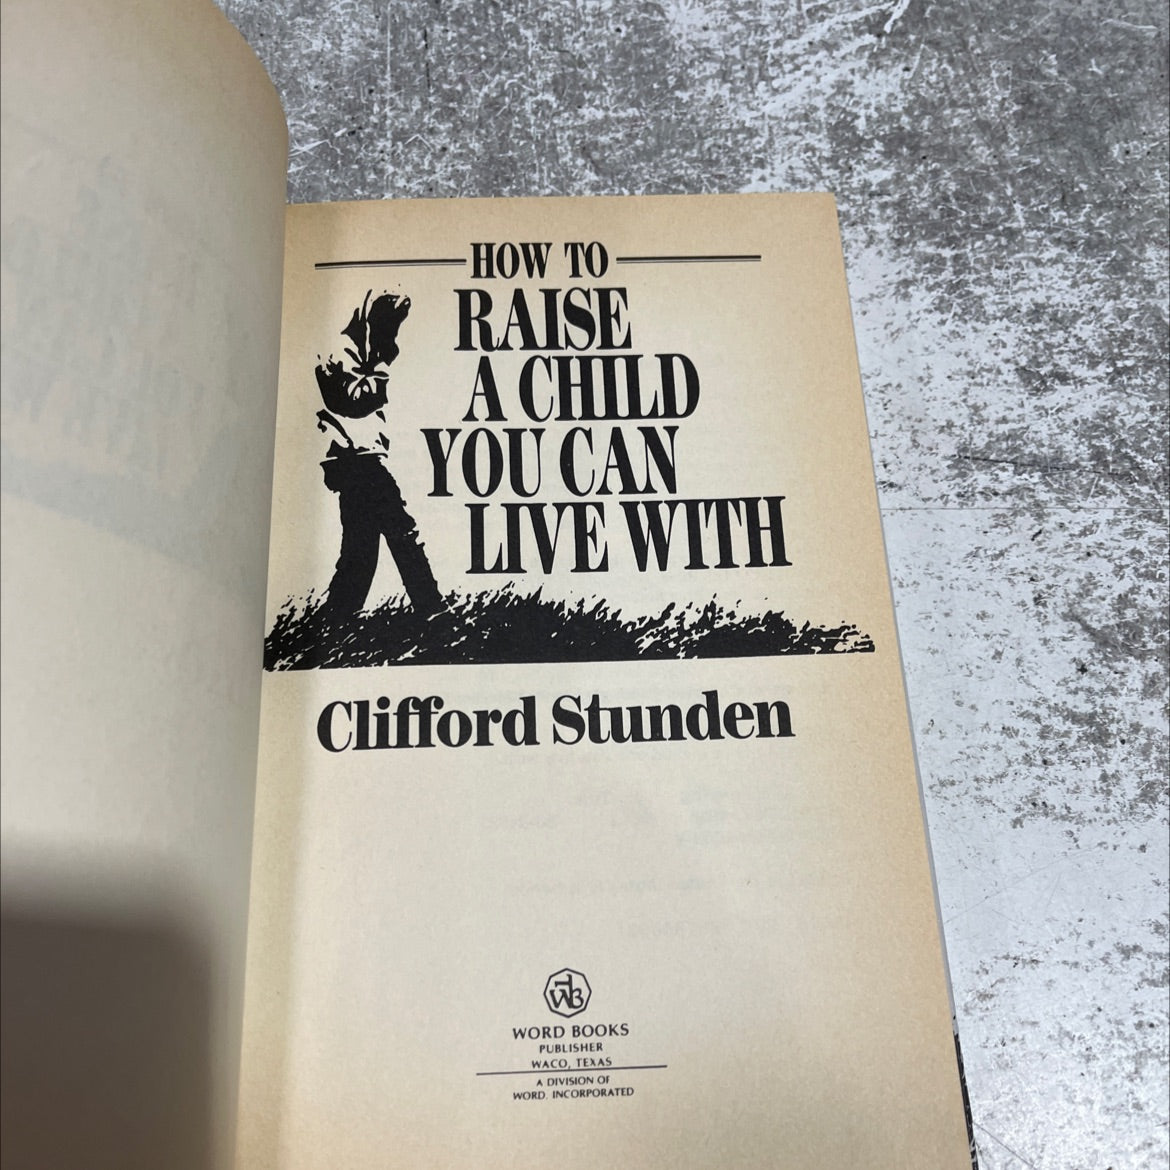 HOW TO
RAISE
A CHILD
YOU CAN
LIVE WITH
Clifford Stunden
WB
WORD BOOKS
PUBLISHER
WACO, TEXAS
A DIVISION OF
WORD, INCORPORATED